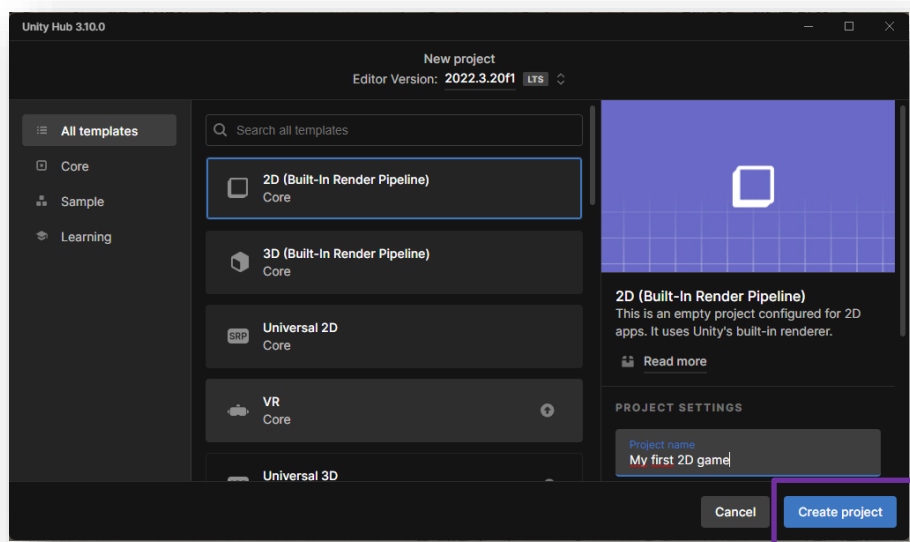 Unity Hub 3.10.0
New project
Editor Version: 2022.3.20f1 LTS
All templates
Core
Sample
Learning
Search all templates
2D (Built-In Render Pipeline)
Core
3D (Built-In Render Pipeline)
Core
SRP
Universal 2D
Core
VR
Core
Universal 3D
2D (Built-In Render Pipeline)
This is an empty project configured for 2D
apps. It uses Unity's built-in renderer.
Read more
PROJECT SETTINGS
Project name
My first 2D game
Cancel
Create project